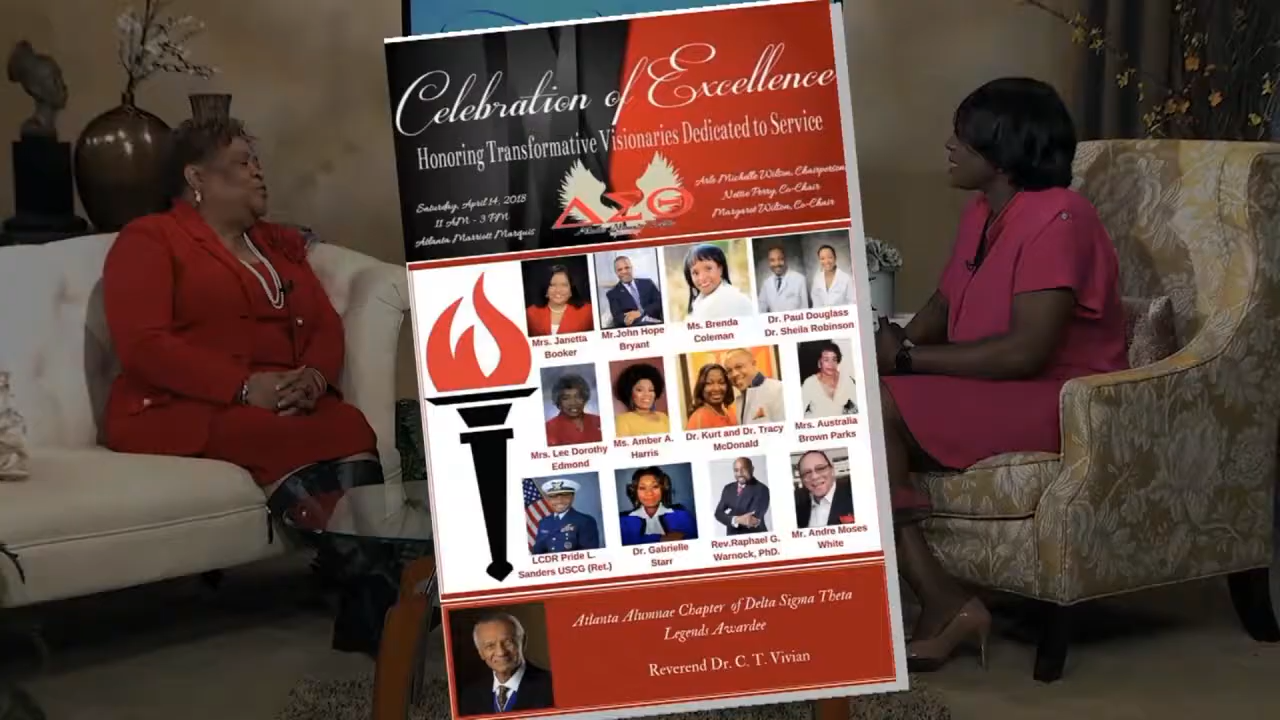 Celebration of Excellence
Honoring Transformative Visionaries Dedicated to Service
Saturday, April 14, 2018
11 AM - 3 PM
Atlanta Marriott Marquis
Arlo Michelle Wilton, Chairperson
Nettie Perry, Co-Chair
Margaret Wilton, Co-Chair
ΔΣΘ
Mrs. Janetta
Booker
Mr.John Hope
Bryant
Ms. Brenda
Coleman
Dr. Paul Douglass
Dr. Sheila Robinson
Mrs. Lee Dorothy
Edmond
Ms. Amber A.
Harris
Dr. Kurt and Dr. Tracy
McDonald
Mrs. Australia
Brown Parks
LCDR Pride L.
Sanders USCG (Ret.)
Dr. Gabrielle
Starr
Rev.Raphael G.
Warnock, PhD.
Mr. Andre Moses
White
Atlanta Alumnae Chapter of Delta Sigma Theta
Legends Awardee
Reverend Dr. C. T. Vivian